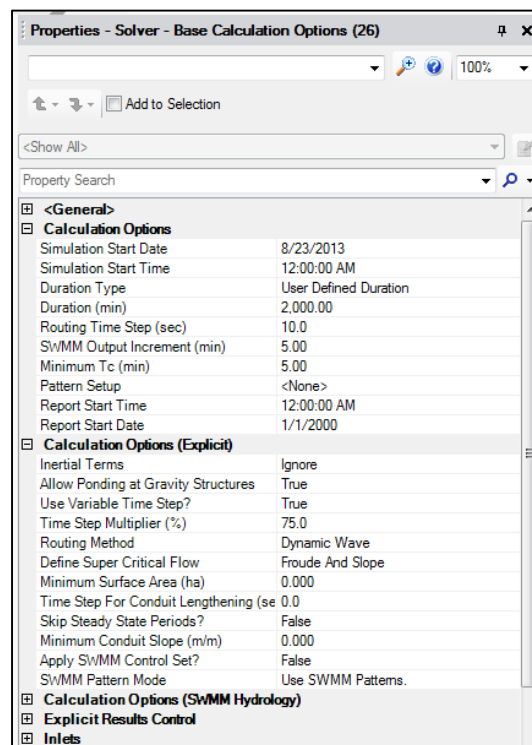 Properties - Solver - Base Calculation Options (26)
100%
Add to Selection
<Show All>
Property Search
<General>
Calculation Options
Simulation Start Date 8/23/2013
Simulation Start Time 12:00:00 AM
Duration Type User Defined Duration
Duration (min) 2,000.00
Routing Time Step (sec) 10.0
SWMM Output Increment (min) 5.00
Minimum Tc (min) 5.00
Pattern Setup <None>
Report Start Time 12:00:00 AM
Report Start Date 1/1/2000
Calculation Options (Explicit)
Inertial Terms Ignore
Allow Ponding at Gravity Structures True
Use Variable Time Step? True
Time Step Multiplier (%) 75.0
Routing Method Dynamic Wave
Define Super Critical Flow Froude And Slope
Minimum Surface Area (ha) 0.000
Time Step For Conduit Lengthening (se 0.0
Skip Steady State Periods? False
Minimum Conduit Slope (m/m) 0.000
Apply SWMM Control Set? False
SWMM Pattern Mode Use SWMM Patterns.
Calculation Options (SWMM Hydrology)
Explicit Results Control
Inlets